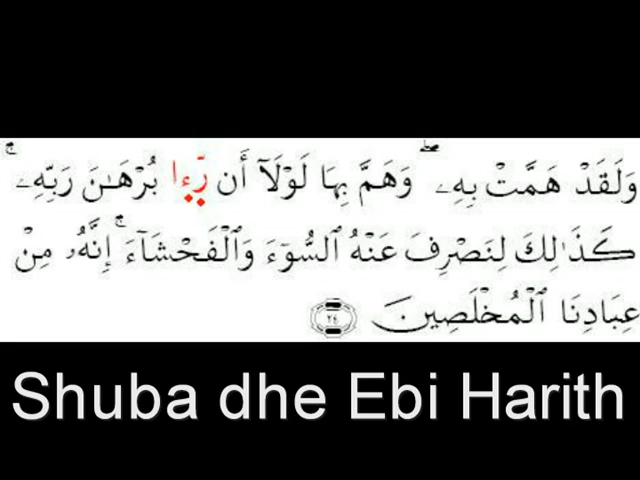 وَلَقَدْ هَمَّتْ بِهِۦۖ وَهَمَّ بِهَا لَوْلَآ أَن رَّءَا بُرْهَـٰنَ رَبِّهِۦۚ
كَذَٰلِكَ لِنَصْرِفَ عَنْهُ ٱلسُّوٓءَ وَٱلْفَحْشَآءَۚ إِنَّهُۥ مِنْ
عِبَادِنَا ٱلْمُخْلَصِينَ ٢٤
Shuba dhe Ebi Harith